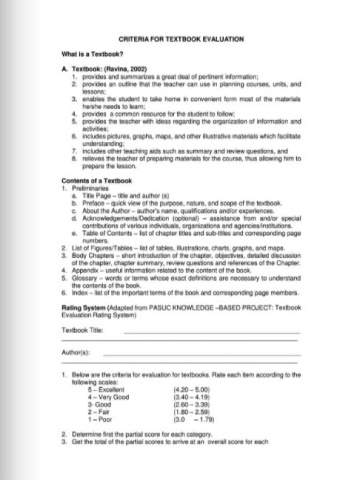 CRITERIA FOR TEXTBOOK EVALUATION
What is a Textbook?
A. Textbook: (Ravina, 2002)
1. provides and summarizes a great deal of pertinent information;
2. provides an outline that the teacher can use in planning courses, units, and
lessons;
3. enables the student to take home in convenient form most of the materials
he/she needs to learn;
4. provides a common resource for the student to follow;
5. provides the teacher with ideas regarding the organization of information and
activities;
6. includes pictures, graphs, maps, and other illustrative materials which facilitate
understanding;
7. includes other teaching aids such as summary and review questions, and
8. relieves the teacher of preparing materials for the course, thus allowing him to
prepare the lesson.
Contents of a Textbook
1. Preliminaries
a. Title Page – title and author (s)
b. Preface – quick view of the purpose, nature, and scope of the textbook.
c. About the Author – author's name, qualifications and/or experiences.
d. Acknowledgements/Dedication (optional) – assistance from and/or special
contributions of various individuals, organizations and agencies/institutions.
e. Table of Contents – list of chapter titles and sub-titles and corresponding page
numbers.
2. List of Figures/Tables – list of tables, illustrations, charts, graphs, and maps.
3. Body Chapters – short introduction of the chapter, objectives, detailed discussion
of the chapter, chapter summary, review questions and references of the Chapter.
4. Appendix – useful information related to the content of the book.
5. Glossary – words or terms whose exact definitions are necessary to understand
the contents of the book.
6. Index – list of the important terms of the book and corresponding page members.
Rating System (Adapted from PASUC KNOWLEDGE –BASED PROJECT: Textbook
Evaluation Rating System)
Textbook Title:
Author(s):
1. Below are the criteria for evaluation for textbooks. Rate each item according to the
following scales:
5 – Excellent (4.20 – 5.00)
4 – Very Good (3.40 – 4.19)
3- Good (2.60 – 3.39)
2 – Fair (1.80 – 2.59)
1 – Poor (3.0 – 1.79)
2. Determine first the partial score for each category.
3. Get the total of the partial scores to arrive at an overall score for each